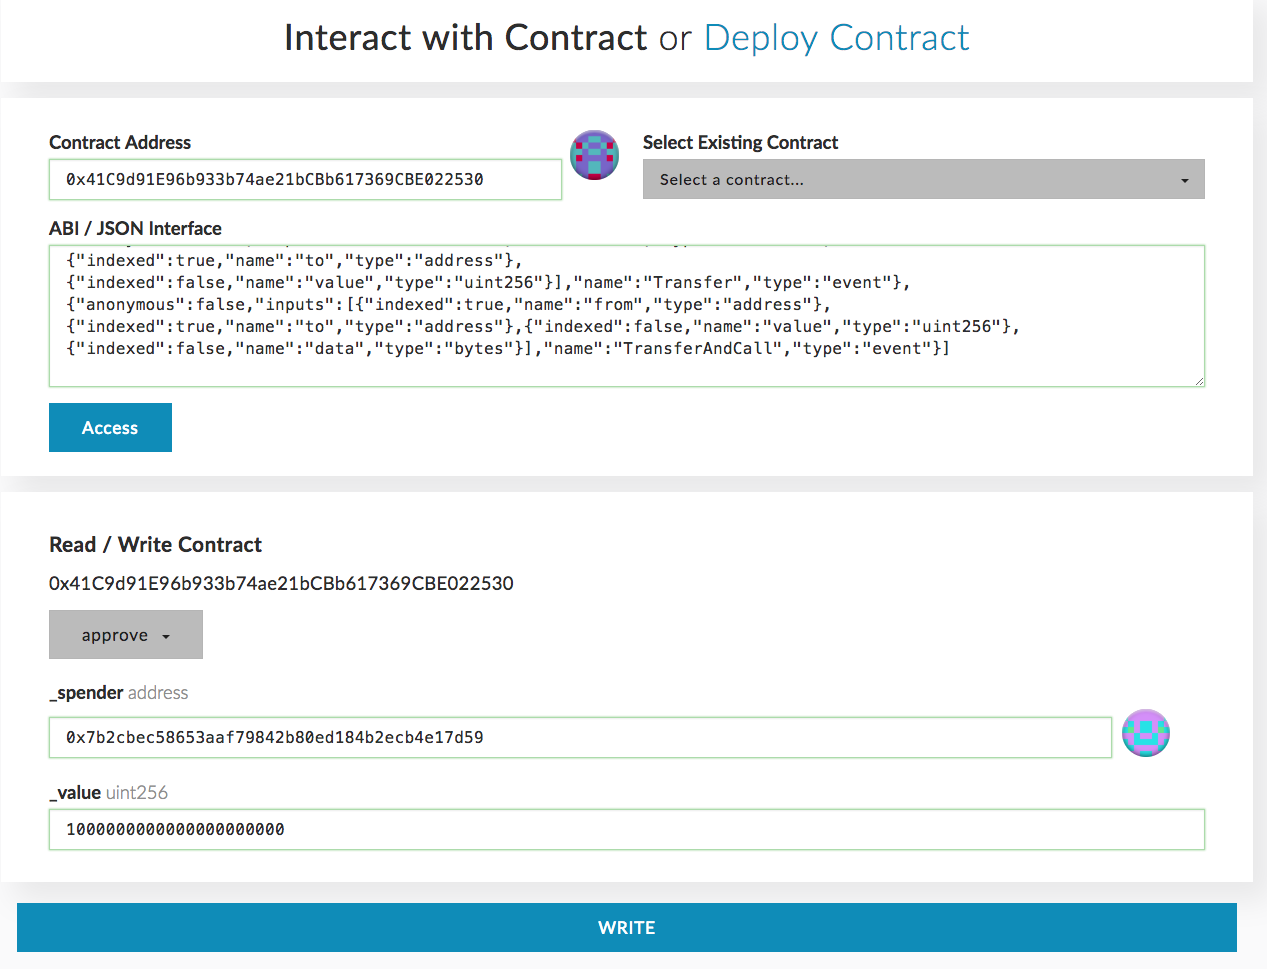 Interact with Contract or Deploy Contract
Contract Address
0x41C9d91E96b933b74ae21bCBb617369CBE022530
Select Existing Contract
Select a contract...
ABI / JSON Interface
{"indexed":true,"name":"to","type":"address"},
{"indexed":false,"name":"value","type":"uint256"}],"name":"Transfer","type":"event"},
{"anonymous":false,"inputs":[{"indexed":true,"name":"from","type":"address"},
{"indexed":true,"name":"to","type":"address"},{"indexed":false,"name":"value","type":"uint256"},
{"indexed":false,"name":"data","type":"bytes"}],"name":"TransferAndCall","type":"event"}]
Access
Read / Write Contract
0x41C9d91E96b933b74ae21bCBb617369CBE022530
approve
_spender address
0x7b2cbec58653aaf79842b80ed184b2ecb4e17d59
_value uint256
1000000000000000000000
WRITE